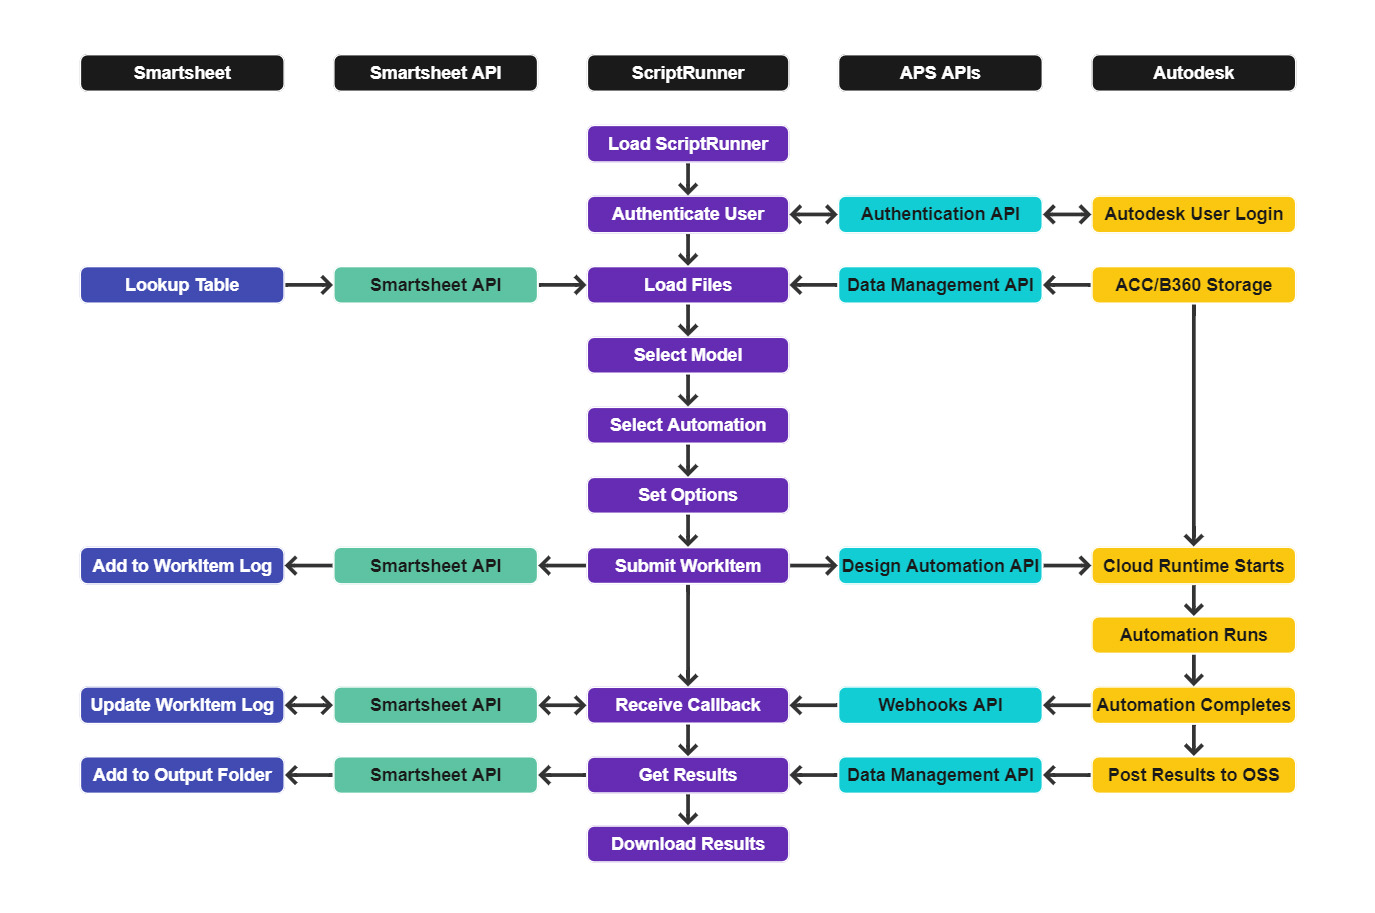 Smartsheet
Smartsheet API
ScriptRunner
APS APIs
Autodesk
Load ScriptRunner
Authenticate User
Authentication API
Autodesk User Login
Lookup Table
Smartsheet API
Load Files
Data Management API
ACC/B360 Storage
Select Model
Select Automation
Set Options
Add to WorkItem Log
Smartsheet API
Submit WorkItem
Design Automation API
Cloud Runtime Starts
Automation Runs
Update WorkItem Log
Smartsheet API
Receive Callback
Webhooks API
Automation Completes
Add to Output Folder
Smartsheet API
Get Results
Data Management API
Post Results to OSS
Download Results